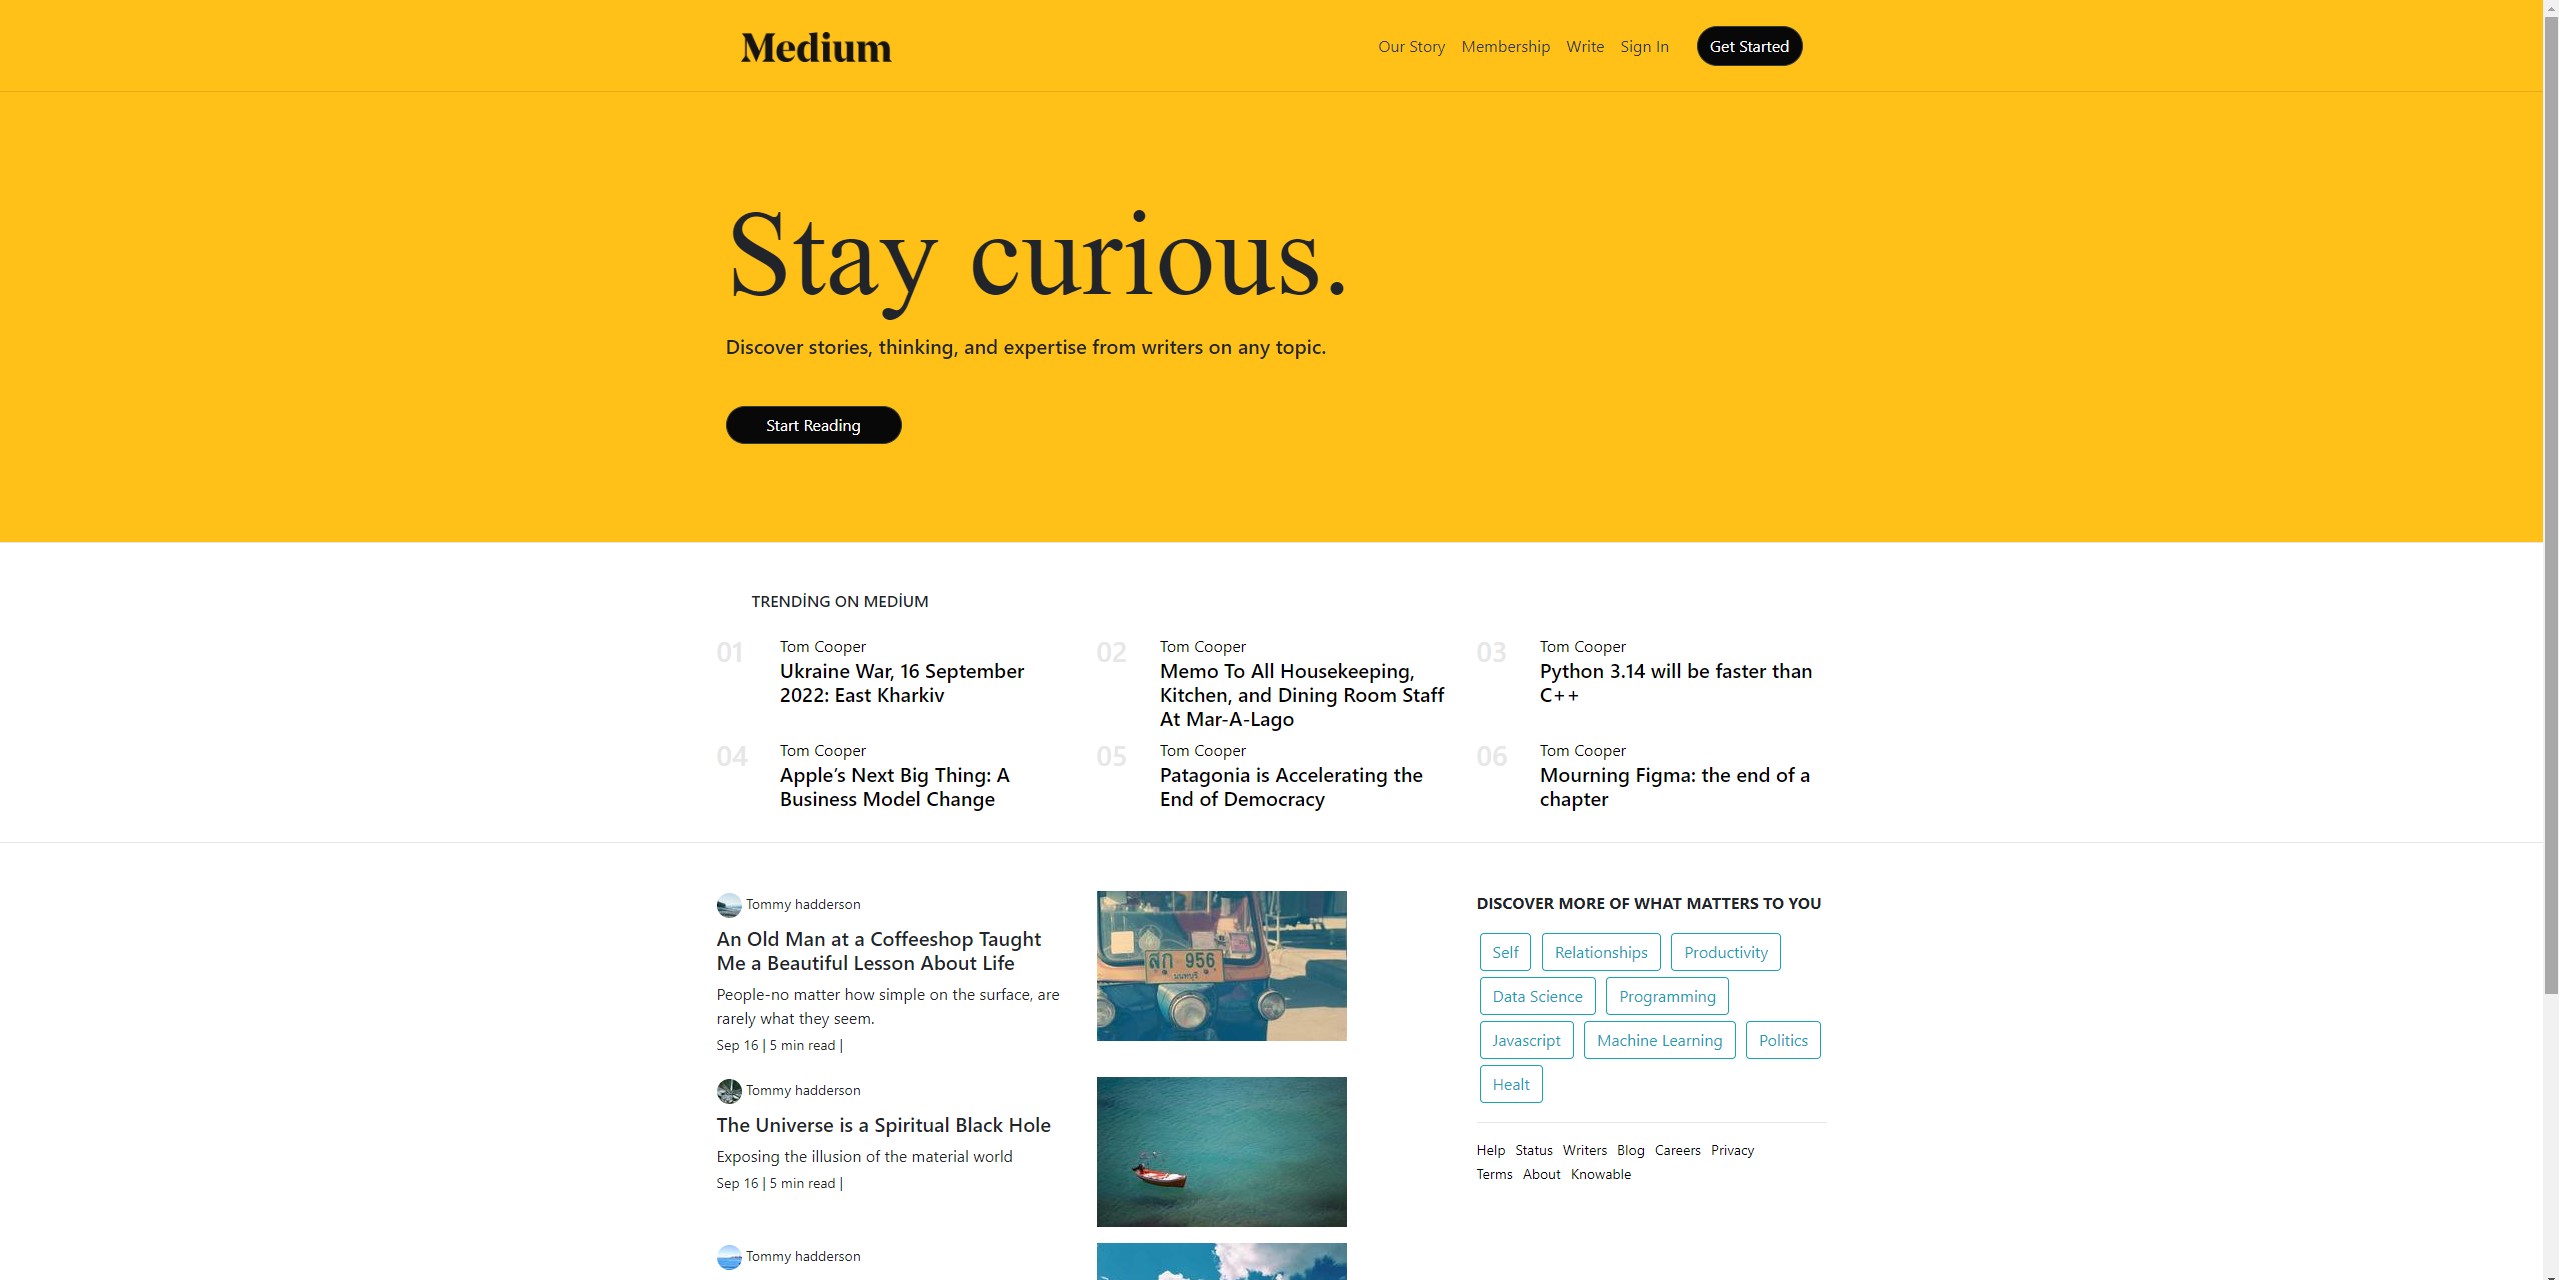 Medium
Our Story Membership Write Sign In Get Started
Stay curious.
Discover stories, thinking, and expertise from writers on any topic.
Start Reading
TRENDİNG ON MEDİUM
01
Tom Cooper
Ukraine War, 16 September
2022: East Kharkiv
02
Tom Cooper
Memo To All Housekeeping,
Kitchen, and Dining Room Staff
At Mar-A-Lago
03
Tom Cooper
Python 3.14 will be faster than
C++
04
Tom Cooper
Apple’s Next Big Thing: A
Business Model Change
05
Tom Cooper
Patagonia is Accelerating the
End of Democracy
06
Tom Cooper
Mourning Figma: the end of a
chapter
Tommy hadderson
An Old Man at a Coffeeshop Taught
Me a Beautiful Lesson About Life
People-no matter how simple on the surface, are
rarely what they seem.
Sep 16 | 5 min read |
สก 956
นนทบุรี
Tommy hadderson
The Universe is a Spiritual Black Hole
Exposing the illusion of the material world
Sep 16 | 5 min read |
Tommy hadderson
DISCOVER MORE OF WHAT MATTERS TO YOU
Self Relationships Productivity
Data Science Programming
Javascript Machine Learning Politics
Healt
Help Status Writers Blog Careers Privacy
Terms About Knowable